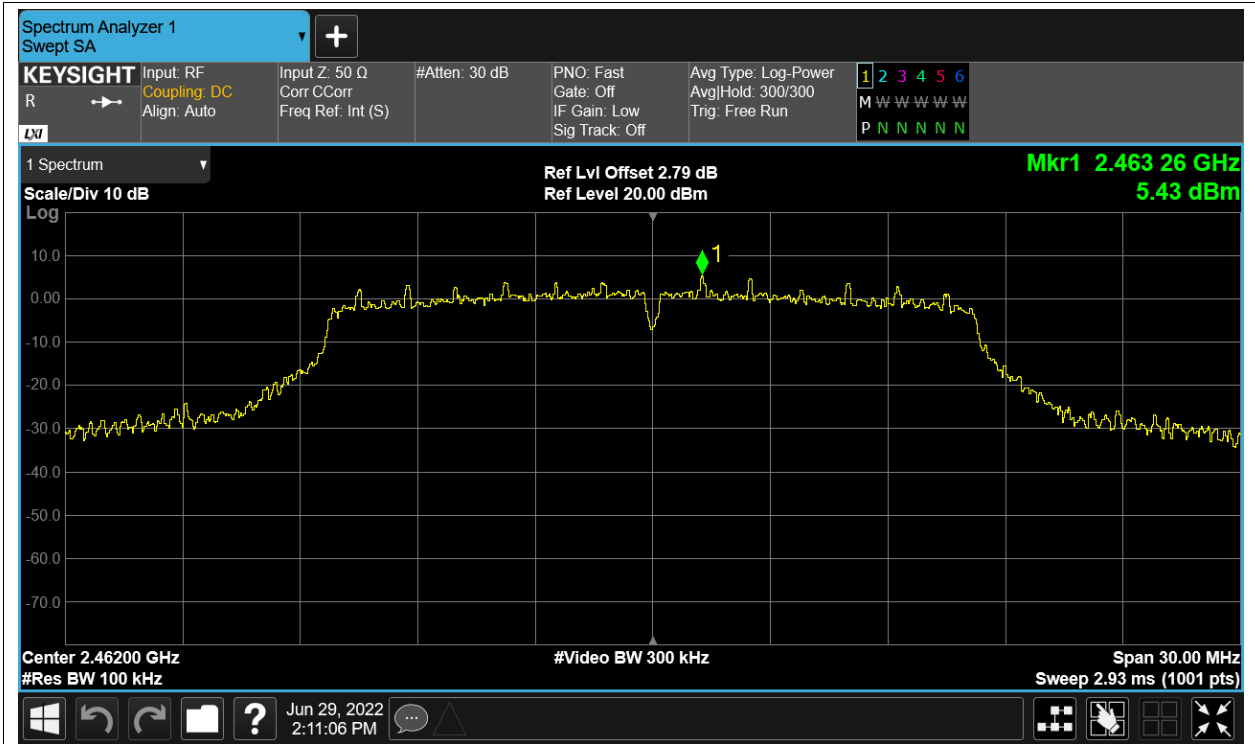 Spectrum Analyzer 1
Swept SA
KEYSIGHT
R
LXI
Input: RF
Coupling: DC
Align: Auto
Input Z: 50 Ω
Corr CCorr
Freq Ref: Int (S)
#Atten: 30 dB
PNO: Fast
Gate: Off
IF Gain: Low
Sig Track: Off
Avg Type: Log-Power
Avg|Hold: 300/300
Trig: Free Run
1 2 3 4 5 6
M W W W W W
P N N N N N
1 Spectrum
Scale/Div 10 dB
Ref Lvl Offset 2.79 dB
Ref Level 20.00 dBm
Mkr1 2.463 26 GHz
5.43 dBm
Log
1
10.0
0.00
-10.0
-20.0
-30.0
-40.0
-50.0
-60.0
-70.0
Center 2.46200 GHz
#Video BW 300 kHz
Span 30.00 MHz
#Res BW 100 kHz
Sweep 2.93 ms (1001 pts)
?
Jun 29, 2022
2:11:06 PM